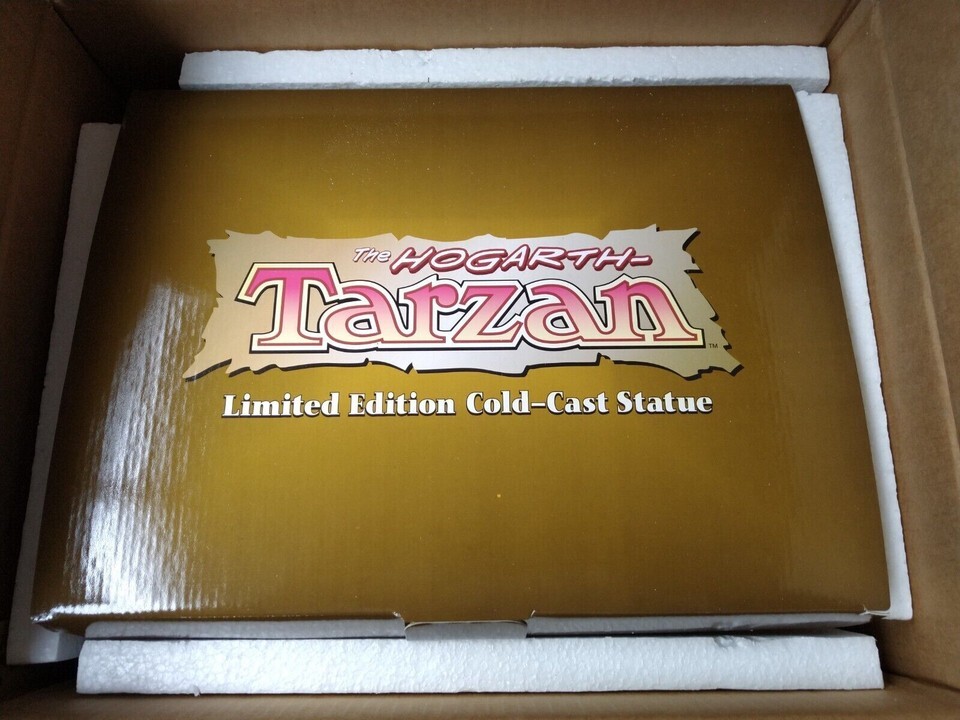 The HOGARTH-
Tarzan™
Limited Edition Cold-Cast Statue